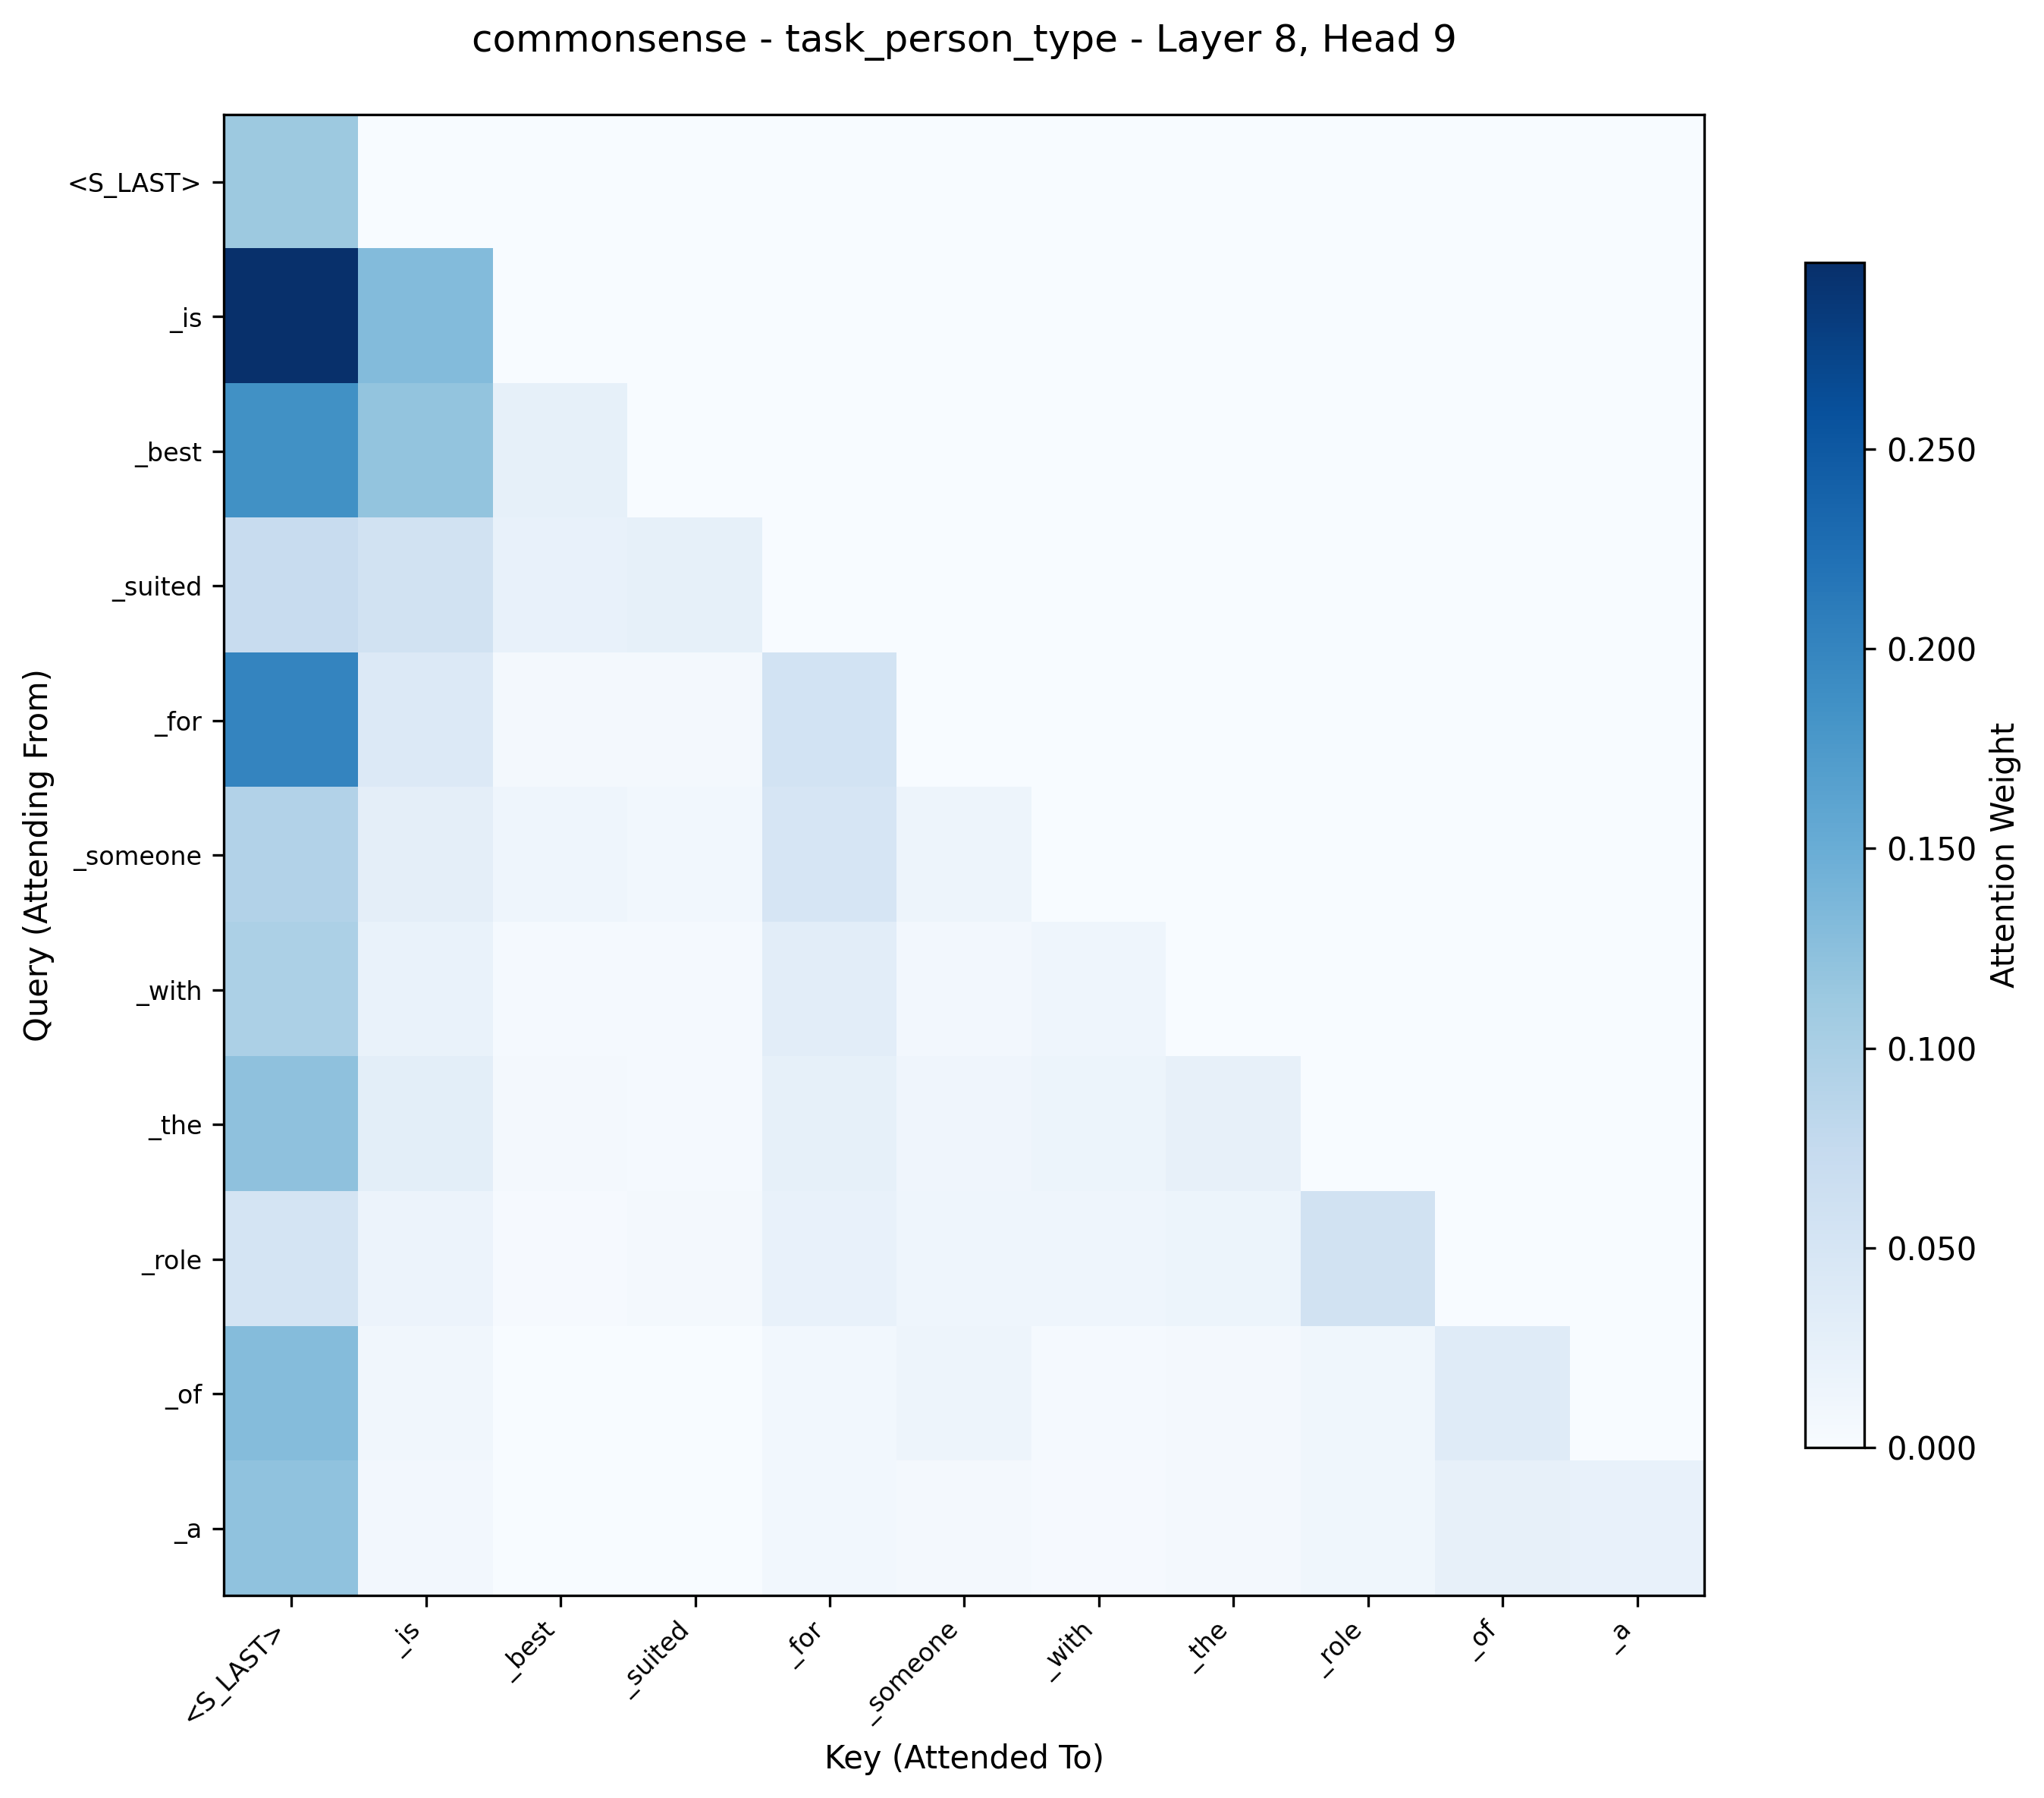 commonsense - task_person_type - Layer 8, Head 9
Query (Attending From)
<S_LAST>
_is
_best
_suited
_for
_someone
_with
_the
_role
_of
_a
<S_LAST>
_is
_best
_suited
_for
_someone
_with
_the
_role
_of
_a
Key (Attended To)
0.250
0.200
0.150
0.100
0.050
0.000
Attention Weight